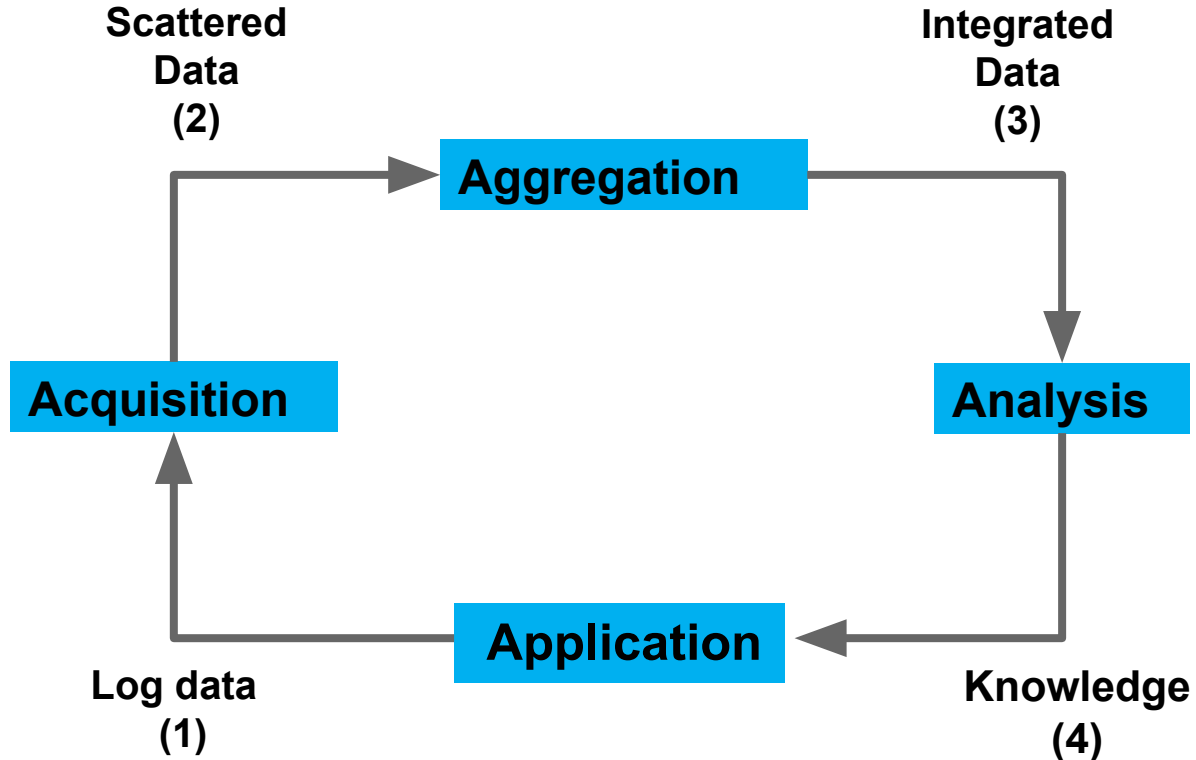 Scattered
Data
(2)
Integrated
Data
(3)
Aggregation
Acquisition
Analysis
Application
Log data
(1)
Knowledge
(4)